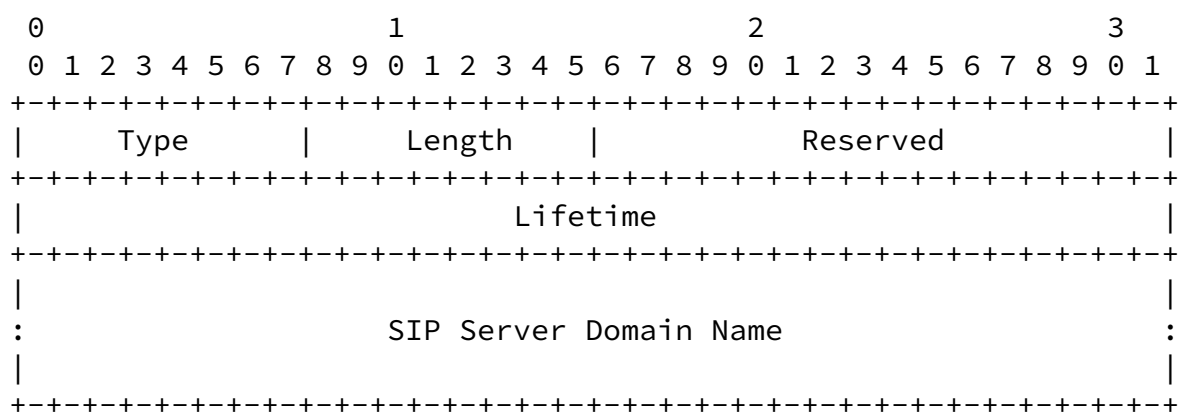 0                   1                   2                   3
 0 1 2 3 4 5 6 7 8 9 0 1 2 3 4 5 6 7 8 9 0 1 2 3 4 5 6 7 8 9 0 1
+-+-+-+-+-+-+-+-+-+-+-+-+-+-+-+-+-+-+-+-+-+-+-+-+-+-+-+-+-+-+-+-+
|     Type      |     Length    |           Reserved            |
+-+-+-+-+-+-+-+-+-+-+-+-+-+-+-+-+-+-+-+-+-+-+-+-+-+-+-+-+-+-+-+-+
|                           Lifetime                            |
+-+-+-+-+-+-+-+-+-+-+-+-+-+-+-+-+-+-+-+-+-+-+-+-+-+-+-+-+-+-+-+-+
|                                                               |
:                    SIP Server Domain Name                     :
|                                                               |
+-+-+-+-+-+-+-+-+-+-+-+-+-+-+-+-+-+-+-+-+-+-+-+-+-+-+-+-+-+-+-+-+